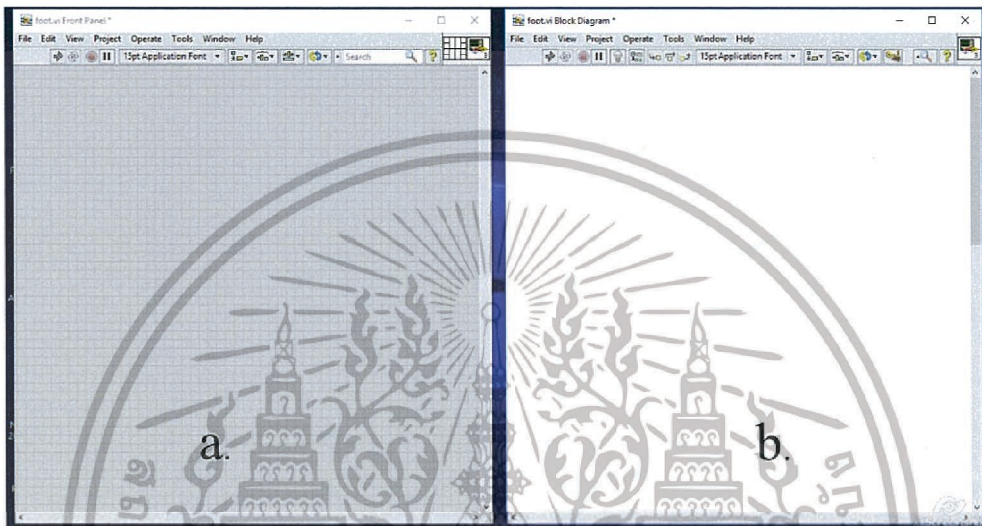 foot.vi Front Panel *
File Edit View Project Operate Tools Window Help
15pt Application Font
Search
a.
foot.vi Block Diagram *
File Edit View Project Operate Tools Window Help
15pt Application Font
b.